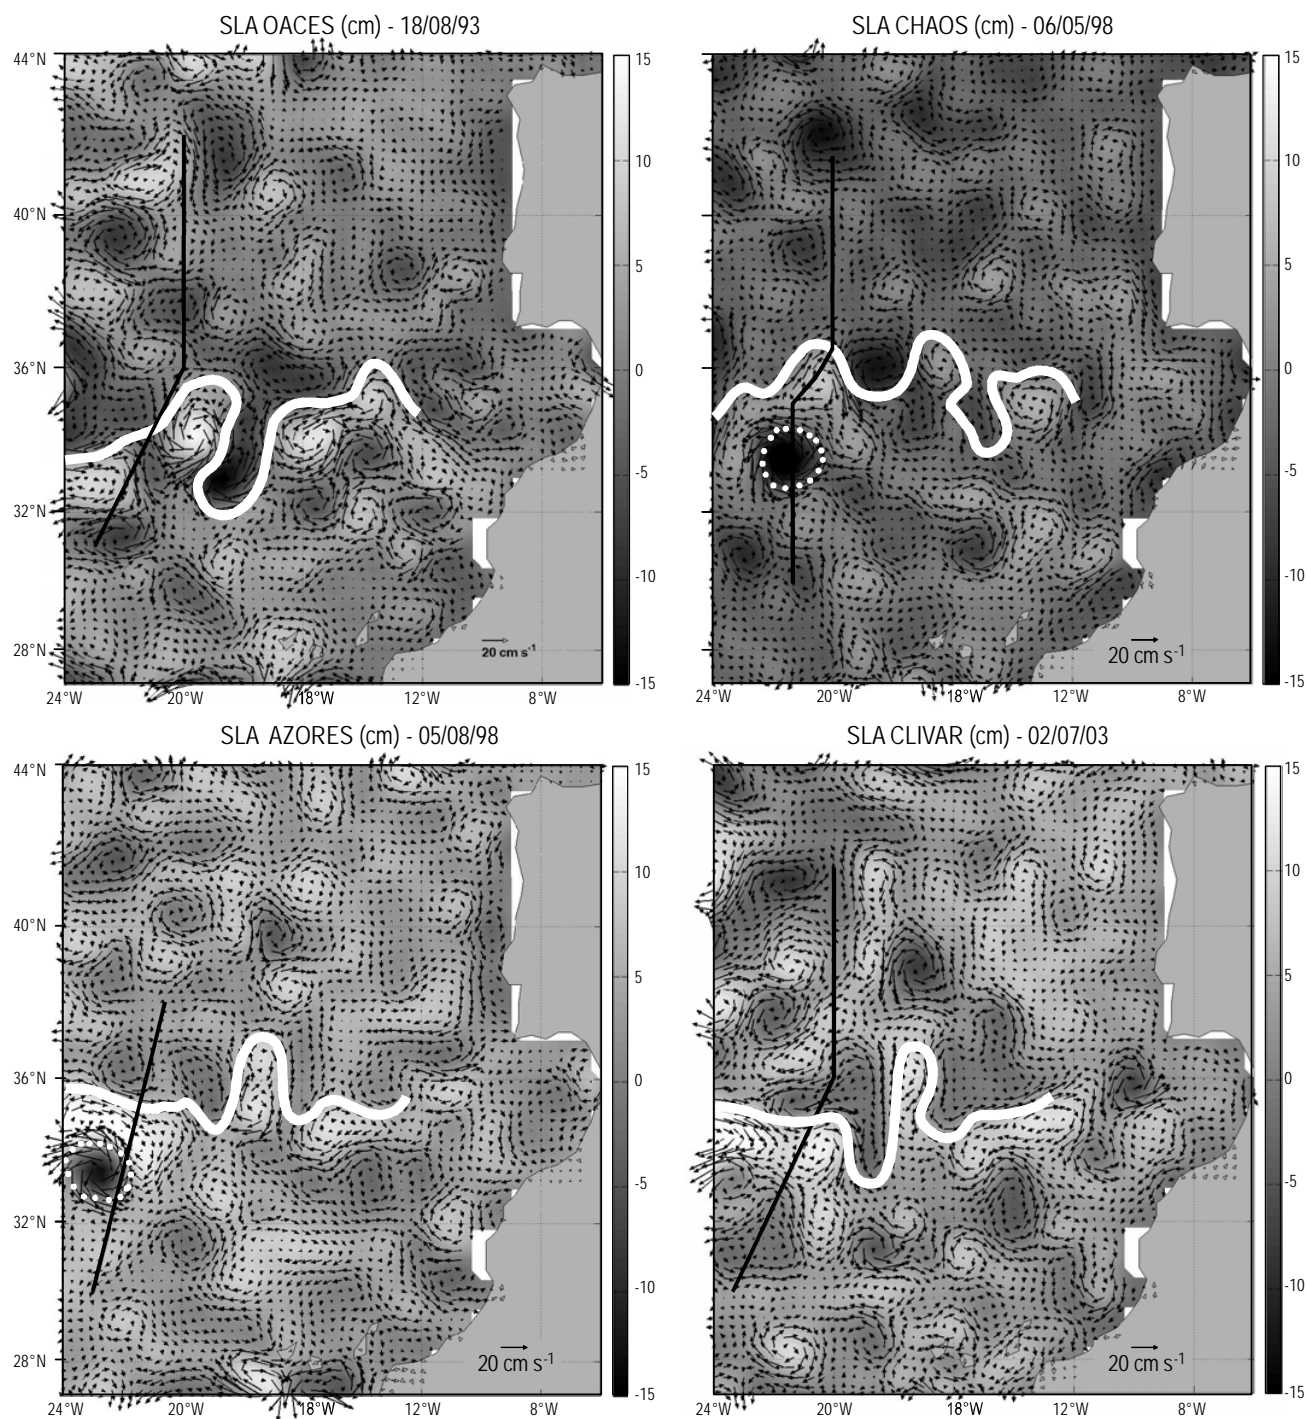 SLA OACES (cm) - 18/08/93
SLA CHAOS (cm) - 06/05/98
44°N
40°N
36°N
32°N
28°N
15
10
5
0
-5
-10
-15
15
10
5
0
-5
-10
-15
20 cm s-1
20 cm s-1
24°W
20°W
18°W
12°W
8°W
24°W
20°W
18°W
12°W
8°W
SLA AZORES (cm) - 05/08/98
SLA CLIVAR (cm) - 02/07/03
44°N
40°N
36°N
32°N
28°N
15
10
5
0
-5
-10
-15
15
10
5
0
-5
-10
-15
20 cm s-1
20 cm s-1
24°W
20°W
18°W
12°W
8°W
24°W
20°W
18°W
12°W
8°W